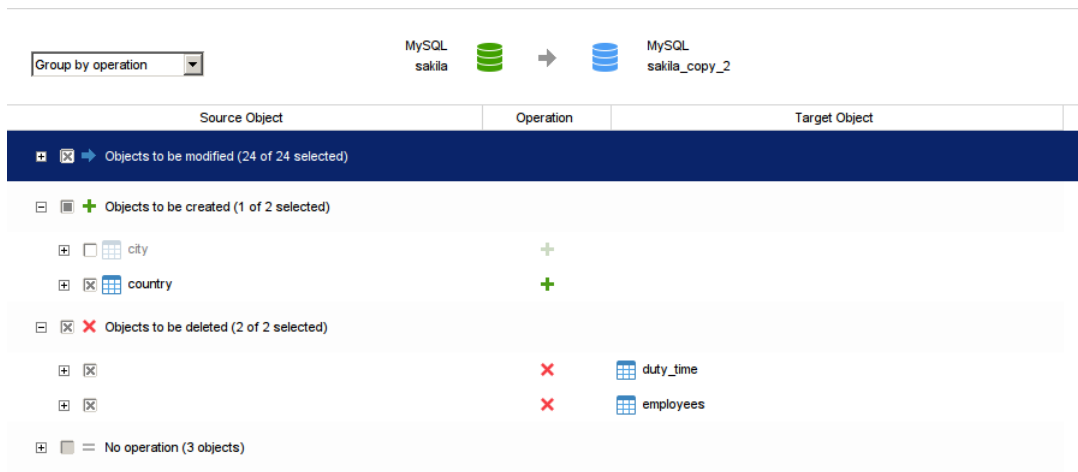 Group by operation
MySQL
sakila
MySQL
sakila_copy_2
Source Object
Operation
Target Object
Objects to be modified (24 of 24 selected)
Objects to be created (1 of 2 selected)
city
country
Objects to be deleted (2 of 2 selected)
duty_time
employees
No operation (3 objects)